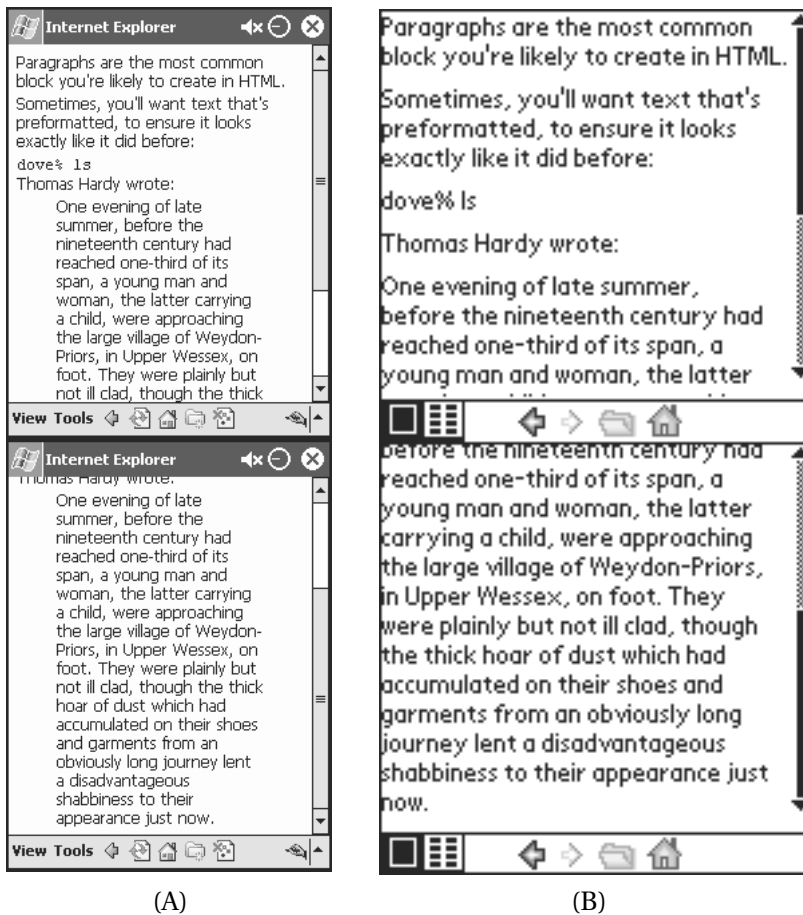 Internet Explorer
Paragraphs are the most common
block you're likely to create in HTML.
Sometimes, you'll want text that's
preformatted, to ensure it looks
exactly like it did before:
dove% ls
Thomas Hardy wrote:
One evening of late
summer, before the
nineteenth century had
reached one-third of its
span, a young man and
woman, the latter carrying
a child, were approaching
the large village of Weydon-
Priors, in Upper Wessex, on
foot. They were plainly but
not ill clad, though the thick
View Tools
Internet Explorer
Thomas Hardy wrote:
One evening of late
summer, before the
nineteenth century had
reached one-third of its
span, a young man and
woman, the latter carrying
a child, were approaching
the large village of Weydon-
Priors, in Upper Wessex, on
foot. They were plainly but
not ill clad, though the thick
hoar of dust which had
accumulated on their shoes
and garments from an
obviously long journey lent
a disadvantageous
shabbiness to their
appearance just now.
View Tools
(A)
Paragraphs are the most common
block you're likely to create in HTML.
Sometimes, you'll want text that's
preformatted, to ensure it looks
exactly like it did before:
dove% ls
Thomas Hardy wrote:
One evening of late summer,
before the nineteenth century had
reached one-third of its span, a
young man and woman, the latter
before the nineteenth century had
reached one-third of its span, a
young man and woman, the latter
carrying a child, were approaching
the large village of Weydon-Priors,
in Upper Wessex, on foot. They
were plainly but not ill clad, though
the thick hoar of dust which had
accumulated on their shoes and
garments from an obviously long
journey lent a disadvantageous
shabbiness to their appearance just
now.
(B)